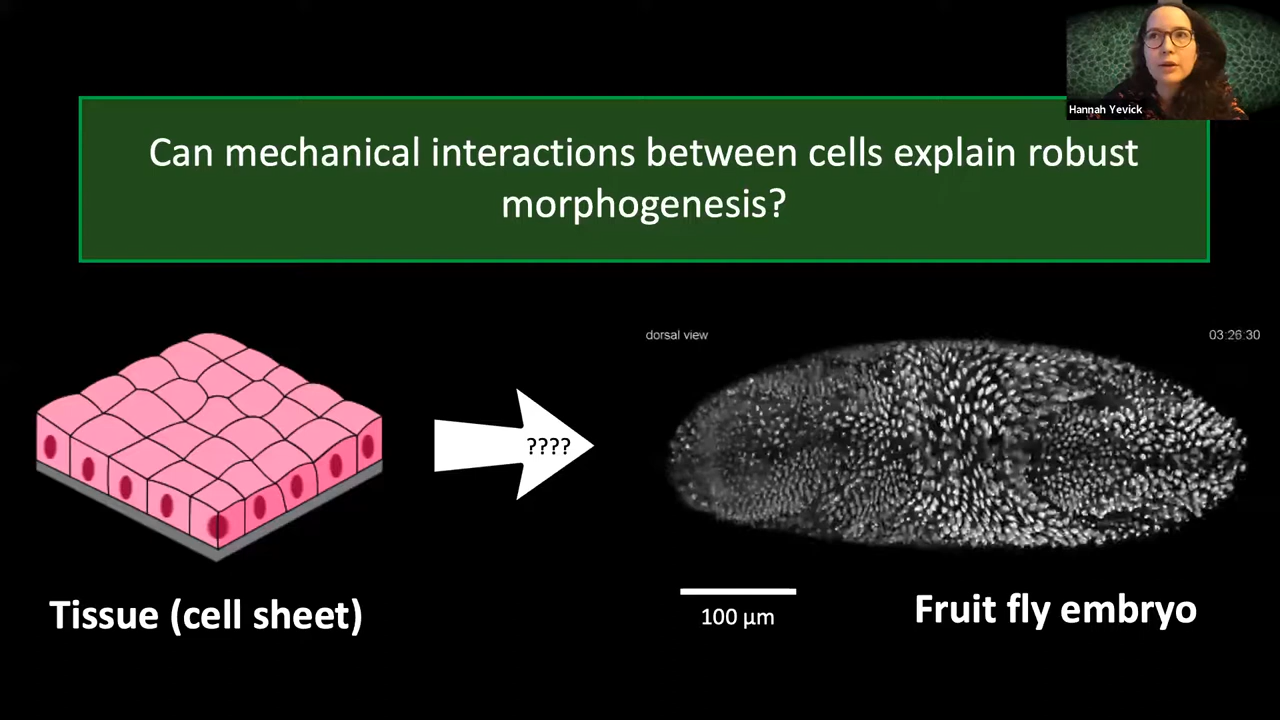 Hannah Yevick
Can mechanical interactions between cells explain robust
morphogenesis?
dorsal view
03:26:30
????
100 µm
Tissue (cell sheet)
Fruit fly embryo